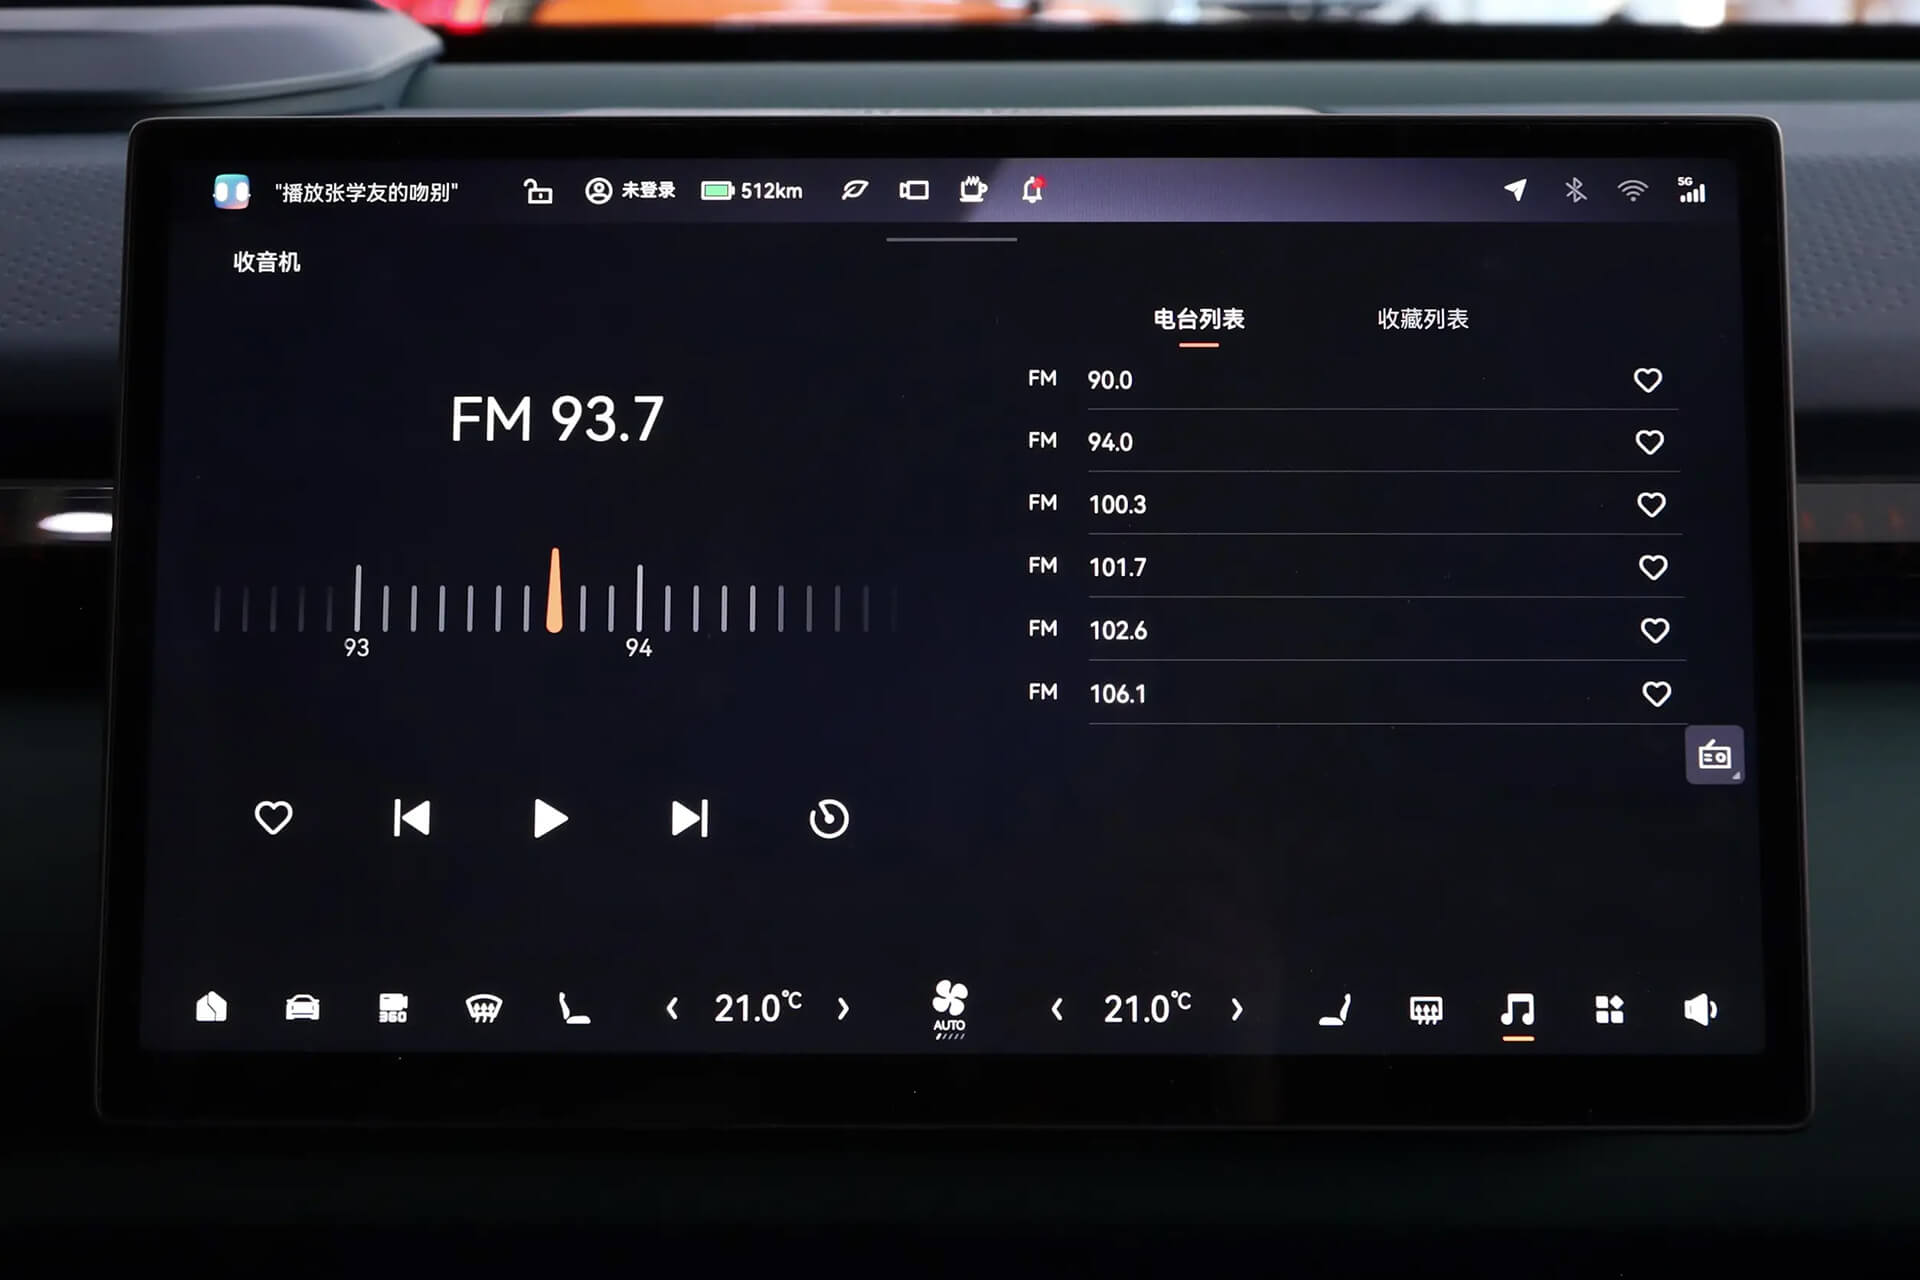 "播放张学友的吻别" 未登录 512km 5G
收音机
电台列表 收藏列表
FM 93.7
93 94
FM 90.0
FM 94.0
FM 100.3
FM 101.7
FM 102.6
FM 106.1
360 21.0℃ AUTO 21.0℃